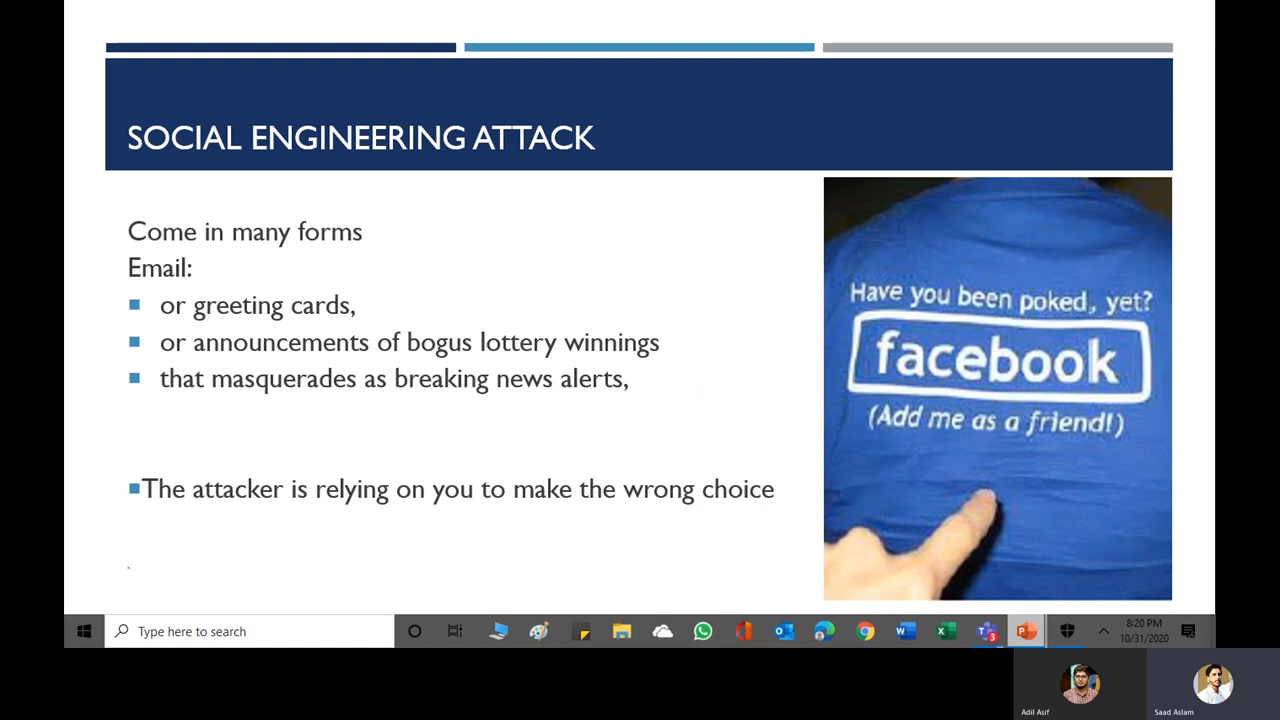 SOCIAL ENGINEERING ATTACK
Come in many forms
Email:
or greeting cards,
or announcements of bogus lottery winnings
that masquerades as breaking news alerts,
The attacker is relying on you to make the wrong choice
Have you been poked, yet?
facebook
(Add me as a friend!)
Type here to search
3
8:20 PM
10/31/2020
Adil Asif
Saad Aslam